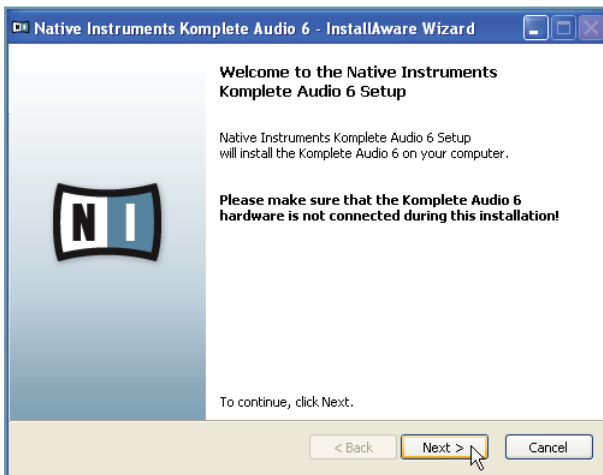 Native Instruments Komplete Audio 6 - InstallAware Wizard
Welcome to the Native Instruments
Komplete Audio 6 Setup
Native Instruments Komplete Audio 6 Setup
will install the Komplete Audio 6 on your computer.
Please make sure that the Komplete Audio 6
hardware is not connected during this installation!
N I
To continue, click Next.
< Back Next > Cancel